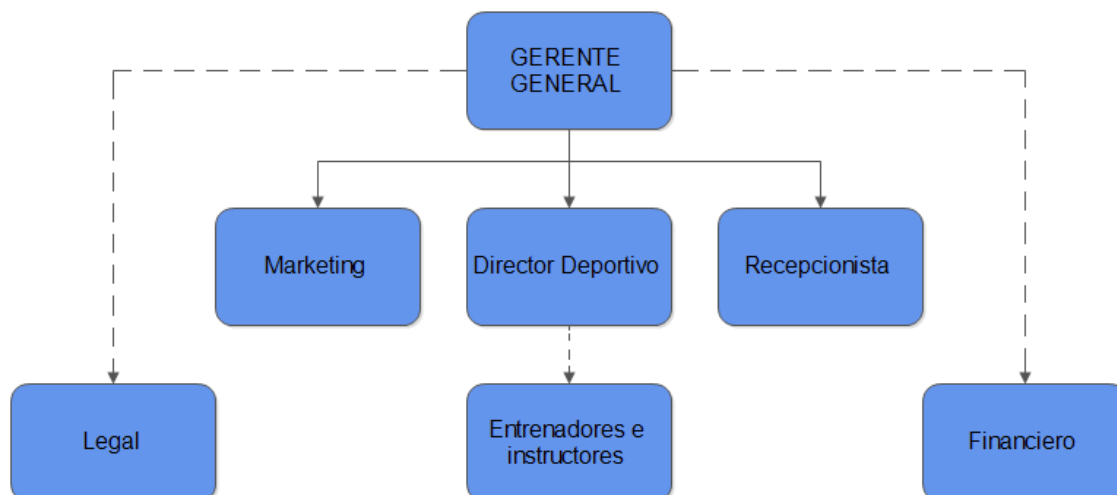 GERENTE
GENERAL
Marketing
Director Deportivo
Recepcionista
Legal
Entrenadores e
instructores
Financiero